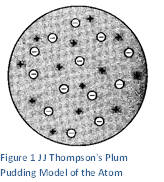 Figure 1 JJ Thompson's Plum
Pudding Model of the Atom